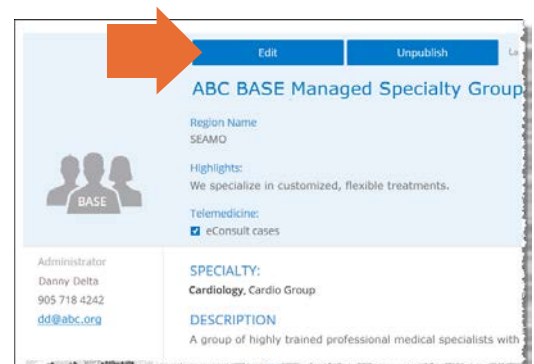 Edit
Unpublish
La
ABC BASE Managed Specialty Group
Region Name
SEAMO
Highlights:
We specialize in customized, flexible treatments.
BASE
Telemedicine:
eConsult cases
Administrator
Danny Delta
905 718 4242
dd@abc.org
SPECIALTY:
Cardiology, Cardio Group
DESCRIPTION
A group of highly trained professional medical specialists with